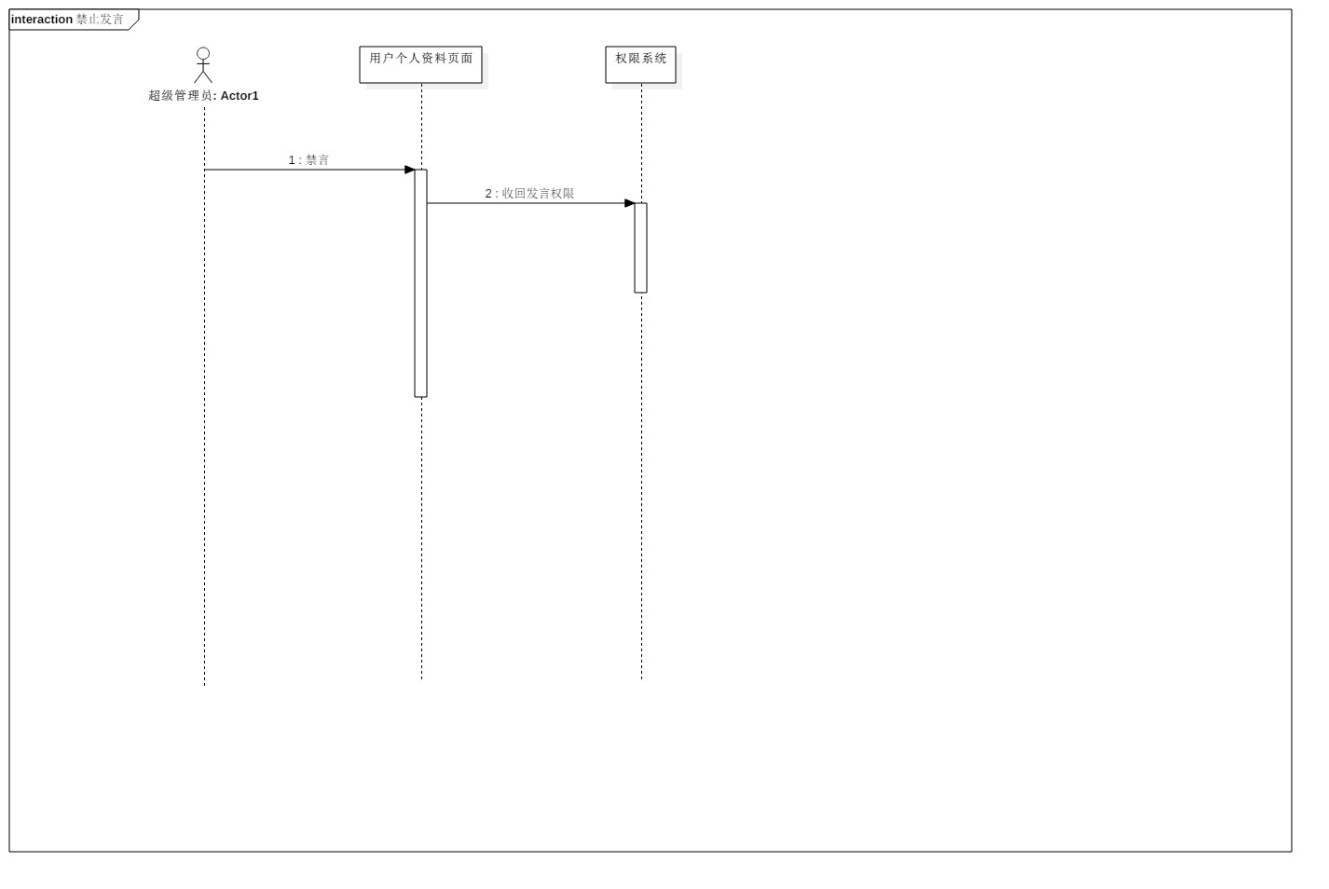 interaction 禁止发言
用户个人资料页面
权限系统
超级管理员: Actor1
1 : 禁言
2 : 收回发言权限